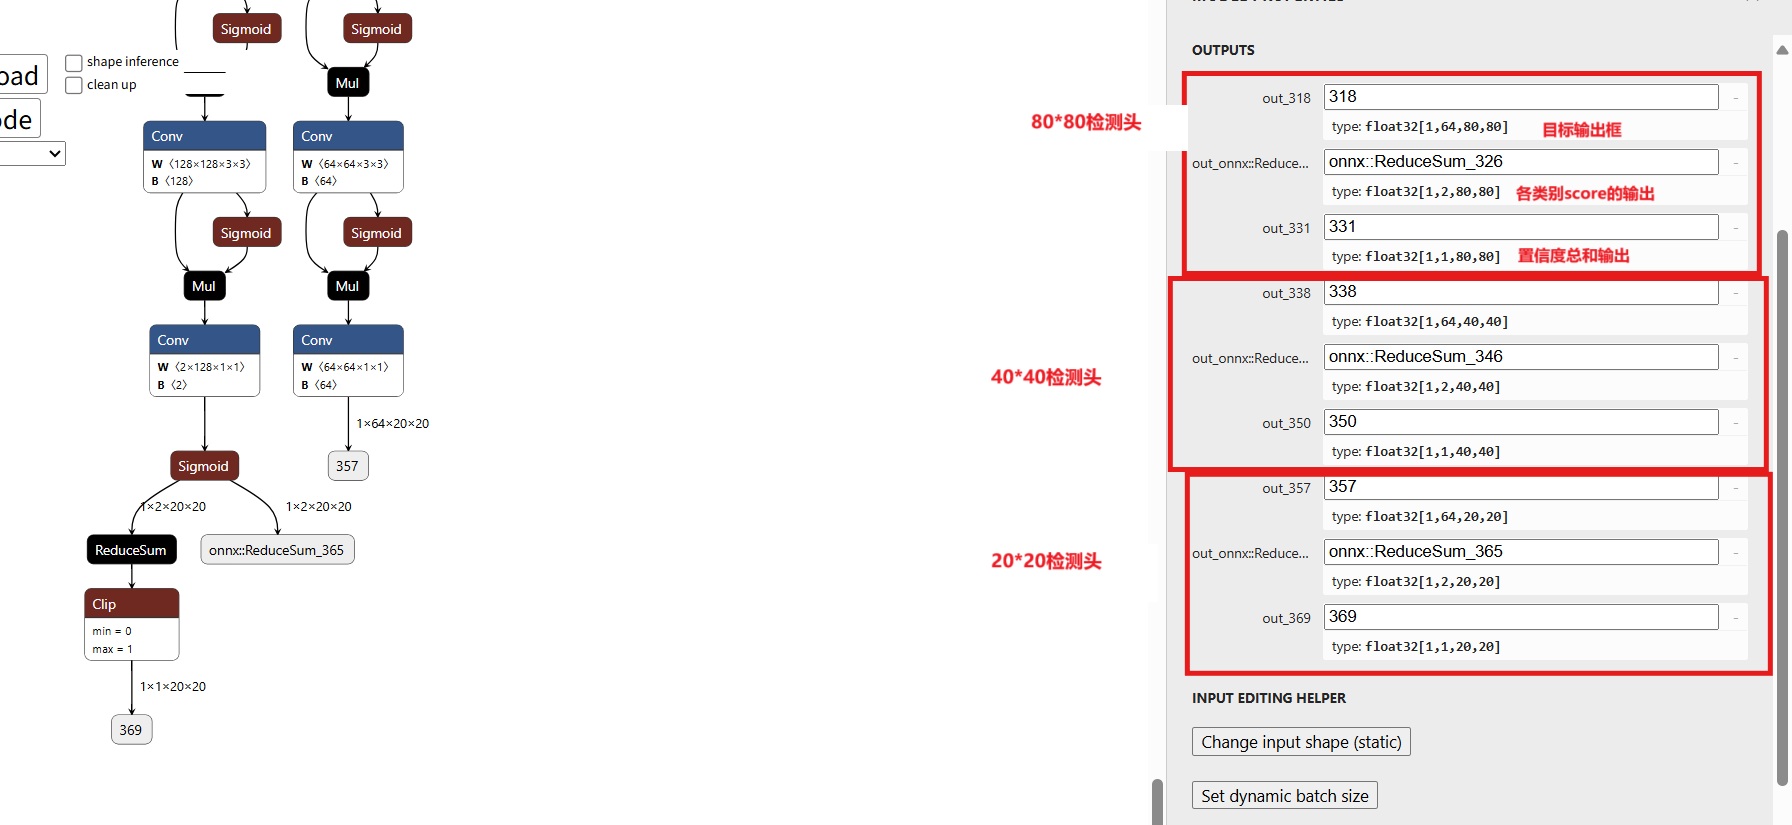 Sigmoid
Sigmoid
shape inference
clean up
oad
ode
Mul
Conv
W ⟨128×128×3×3⟩
B ⟨128⟩
Conv
W ⟨64×64×3×3⟩
B ⟨64⟩
Sigmoid
Sigmoid
Mul
Mul
Conv
W ⟨2×128×1×1⟩
B ⟨2⟩
Conv
W ⟨64×64×1×1⟩
B ⟨64⟩
1×64×20×20
Sigmoid
357
1×2×20×20
1×2×20×20
ReduceSum
onnx::ReduceSum_365
Clip
min = 0
max = 1
1×1×20×20
369
80*80检测头
40*40检测头
20*20检测头
MODEL PROPERTIES
OUTPUTS
out_318
318
-
type: float32[1,64,80,80]
目标输出框
out_onnx::Reduce...
onnx::ReduceSum_326
-
type: float32[1,2,80,80]
各类别score的输出
out_331
331
-
type: float32[1,1,80,80]
置信度总和输出
out_338
338
-
type: float32[1,64,40,40]
out_onnx::Reduce...
onnx::ReduceSum_346
-
type: float32[1,2,40,40]
out_350
350
-
type: float32[1,1,40,40]
out_357
357
-
type: float32[1,64,20,20]
out_onnx::Reduce...
onnx::ReduceSum_365
-
type: float32[1,2,20,20]
out_369
369
-
type: float32[1,1,20,20]
INPUT EDITING HELPER
Change input shape (static)
Set dynamic batch size